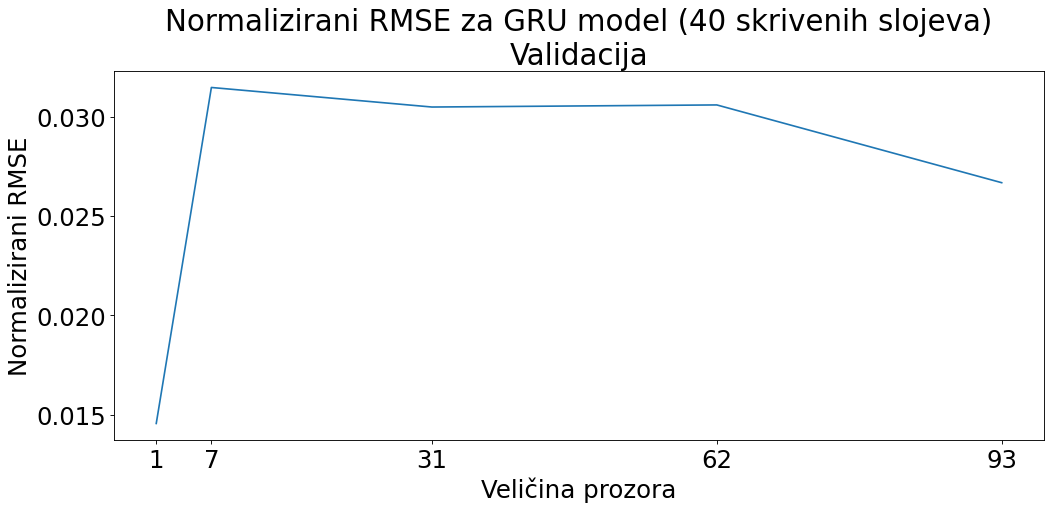 Normalizirani RMSE za GRU model (40 skrivenih slojeva)
Validacija
Normalizirani RMSE
0.030
0.025
0.020
0.015
1 7 31 62 93
Veličina prozora